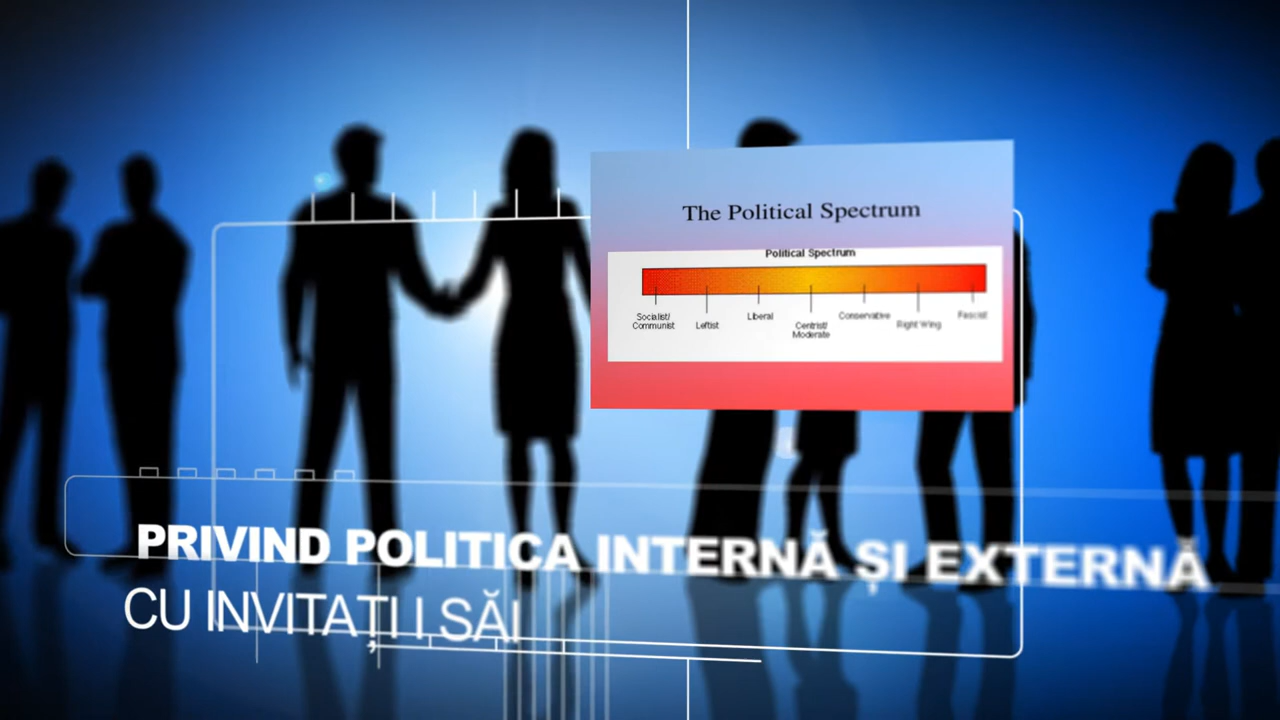 The Political Spectrum
Political Spectrum
Socialist/
Communist
Leftist
Liberal
Centrist/
Moderate
Conservative
Right Wing
Fascist
PRIVIND POLITICA INTERNĂ ȘI EXTERNĂ
CU INVITAȚII SĂI